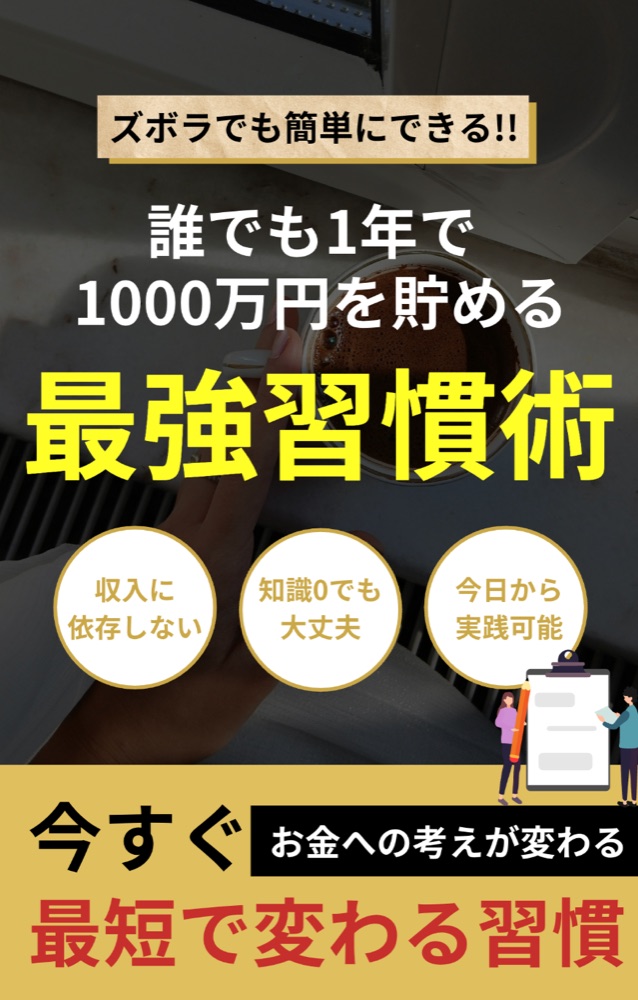 ズボラでも簡単にできる!!
誰でも1年で
1000万円を貯める
最強習慣術
収入に
依存しない
知識0でも
大丈夫
今日から
実践可能
今すぐ
お金への考えが変わる
最短で変わる習慣